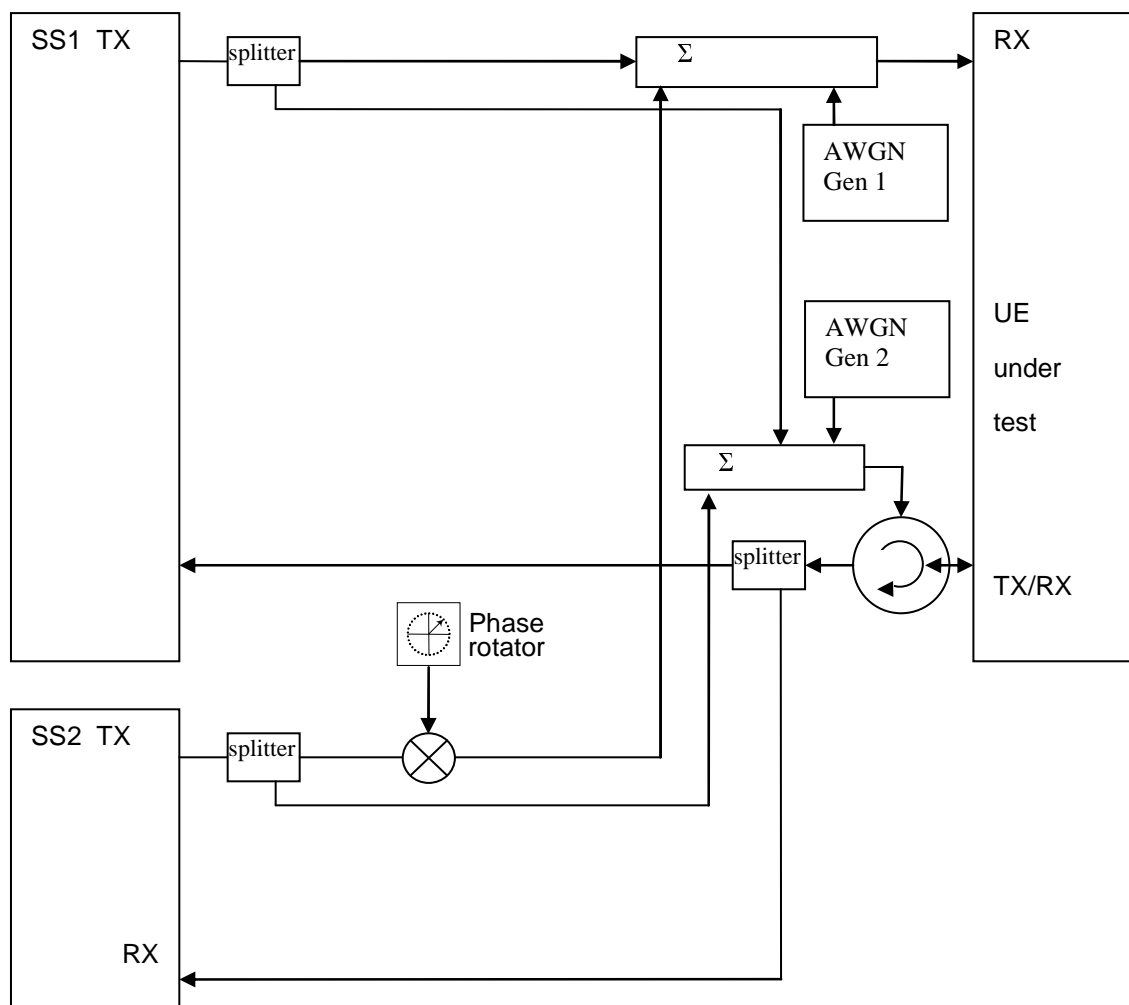 SS1 TX
splitter
Σ
RX
AWGN
Gen 1
AWGN
Gen 2
UE
under
test
Σ
splitter
TX/RX
Phase
rotator
SS2 TX
splitter
RX